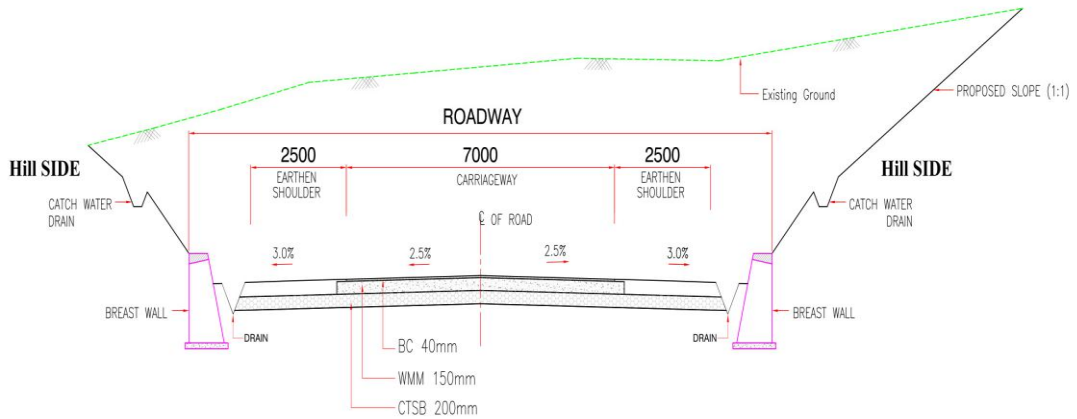 Existing Ground
PROPOSED SLOPE (1:1)
ROADWAY
Hill SIDE
2500
7000
2500
Hill SIDE
EARTHEN
SHOULDER
CARRIAGEWAY
EARTHEN
SHOULDER
CATCH WATER
DRAIN
℄ OF ROAD
CATCH WATER
DRAIN
3.0%
2.5%
2.5%
3.0%
BREAST WALL
BREAST WALL
DRAIN
DRAIN
BC 40mm
WMM 150mm
CTSB 200mm